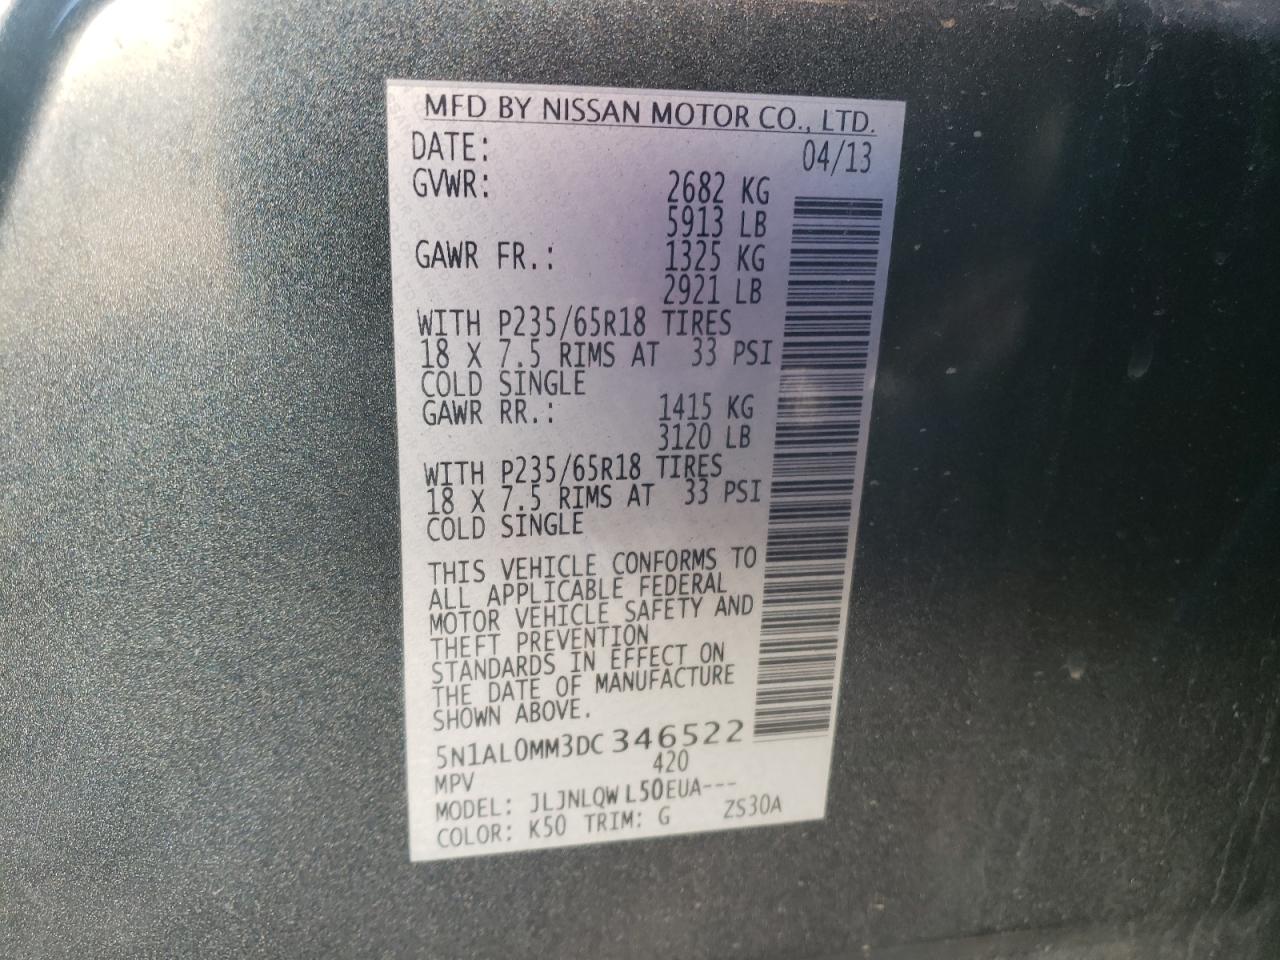 MFD BY NISSAN MOTOR CO., LTD.
DATE: 04/13
GVWR: 2682 KG
5913 LB
GAWR FR.: 1325 KG
2921 LB
WITH P235/65R18 TIRES
18 X 7.5 RIMS AT 33 PSI
COLD SINGLE
GAWR RR.: 1415 KG
3120 LB
WITH P235/65R18 TIRES
18 X 7.5 RIMS AT 33 PSI
COLD SINGLE
THIS VEHICLE CONFORMS TO
ALL APPLICABLE FEDERAL
MOTOR VEHICLE SAFETY AND
THEFT PREVENTION
STANDARDS IN EFFECT ON
THE DATE OF MANUFACTURE
SHOWN ABOVE.
5N1AL0MM3DC346522
MPV 420
MODEL: JLJNLQWL50EUA---
COLOR: K50 TRIM: G ZS30A